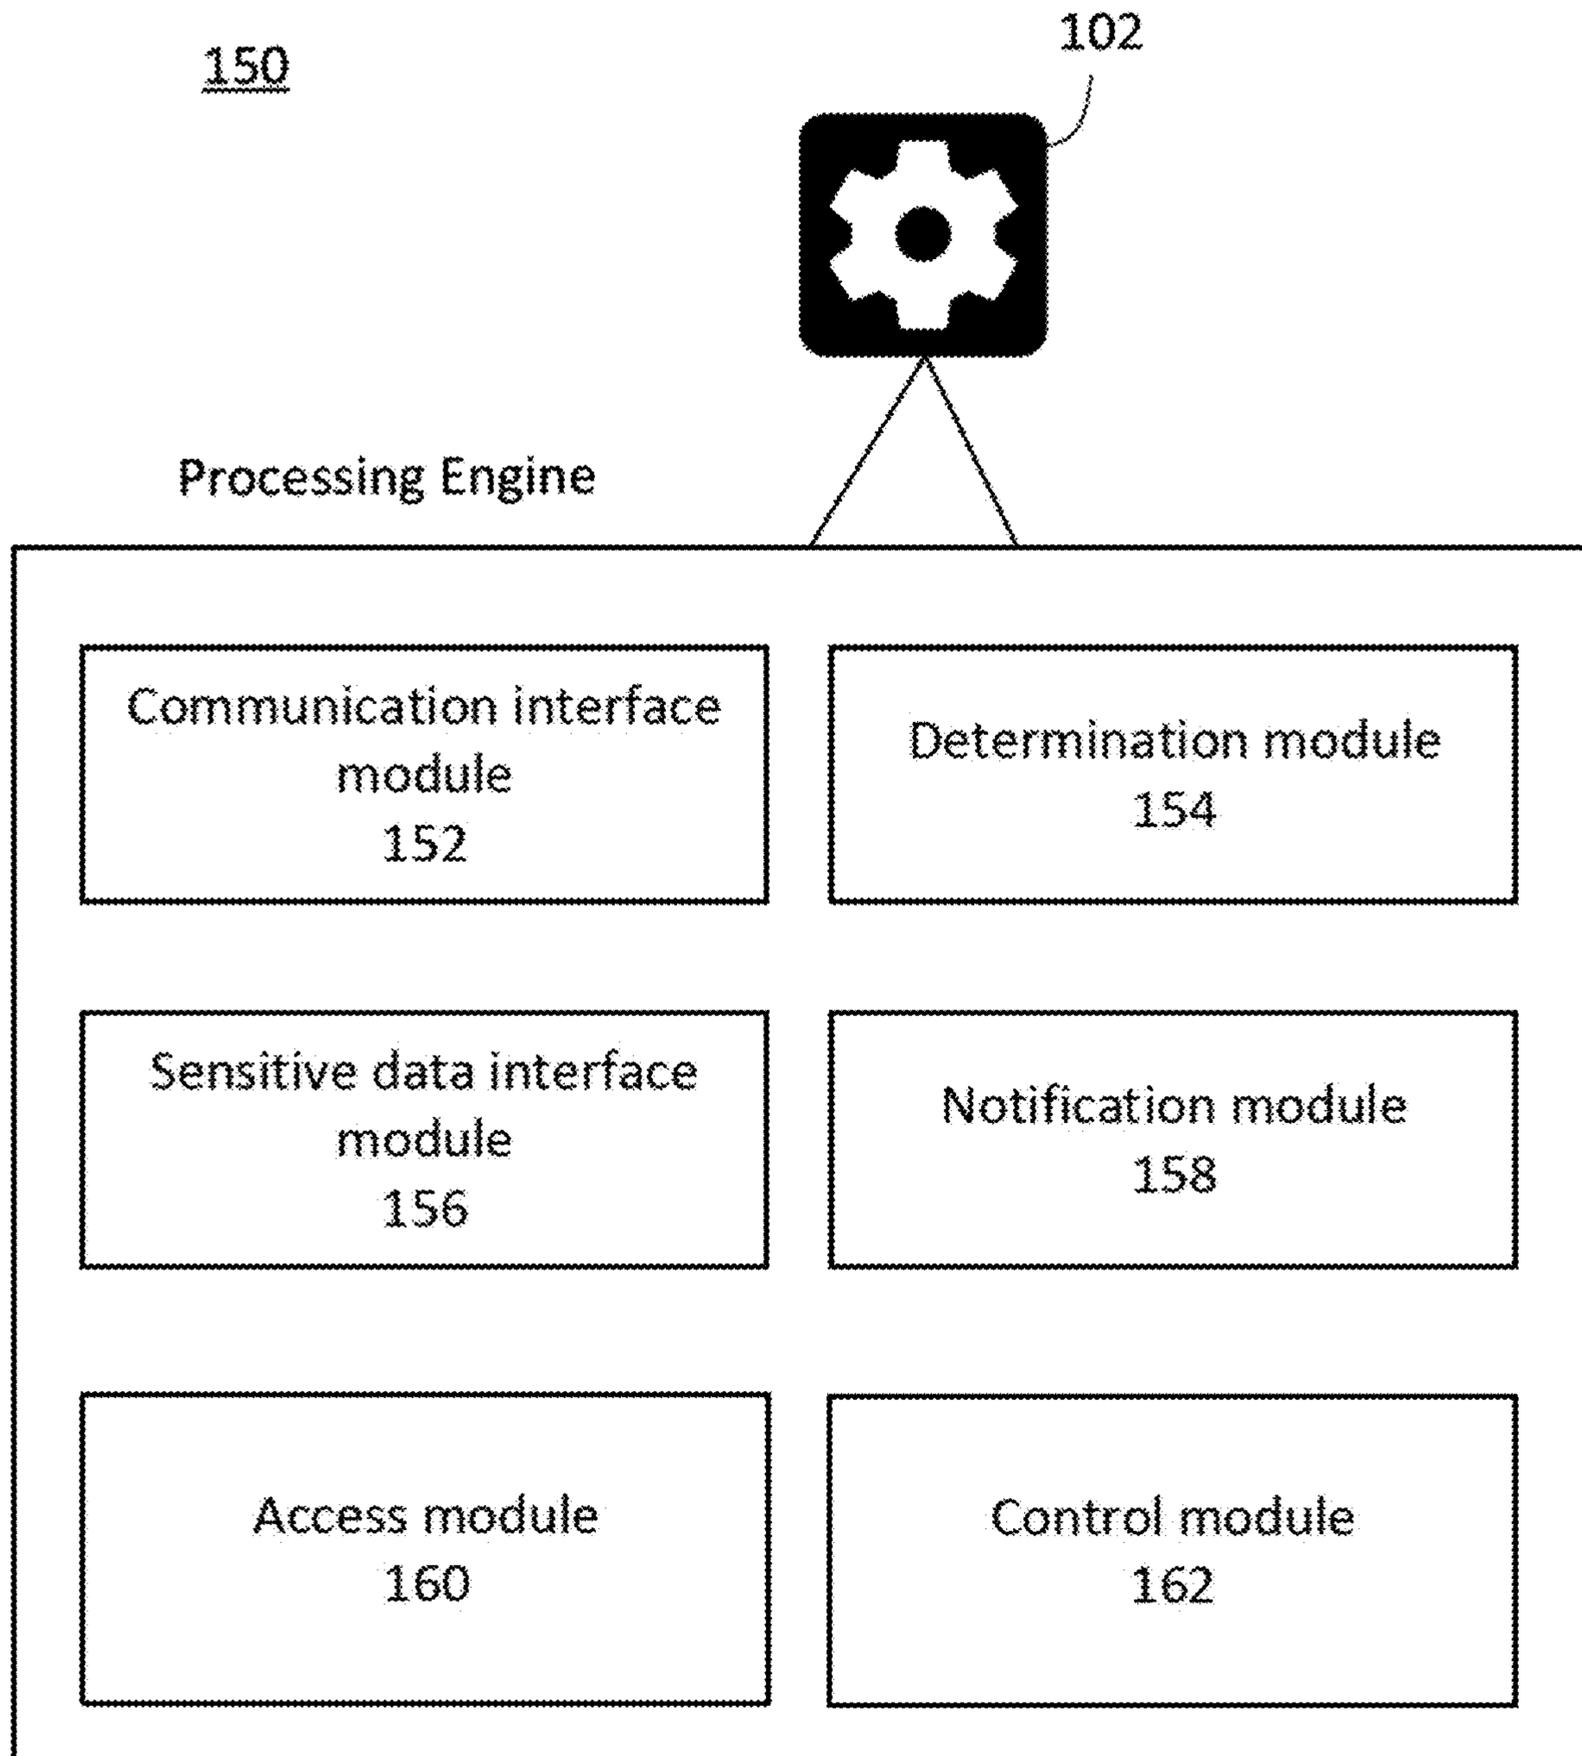 150
102
Processing Engine
Communication interface
module
152
Determination module
154
Sensitive data interface
module
156
Notification module
158
Access module
160
Control module
162